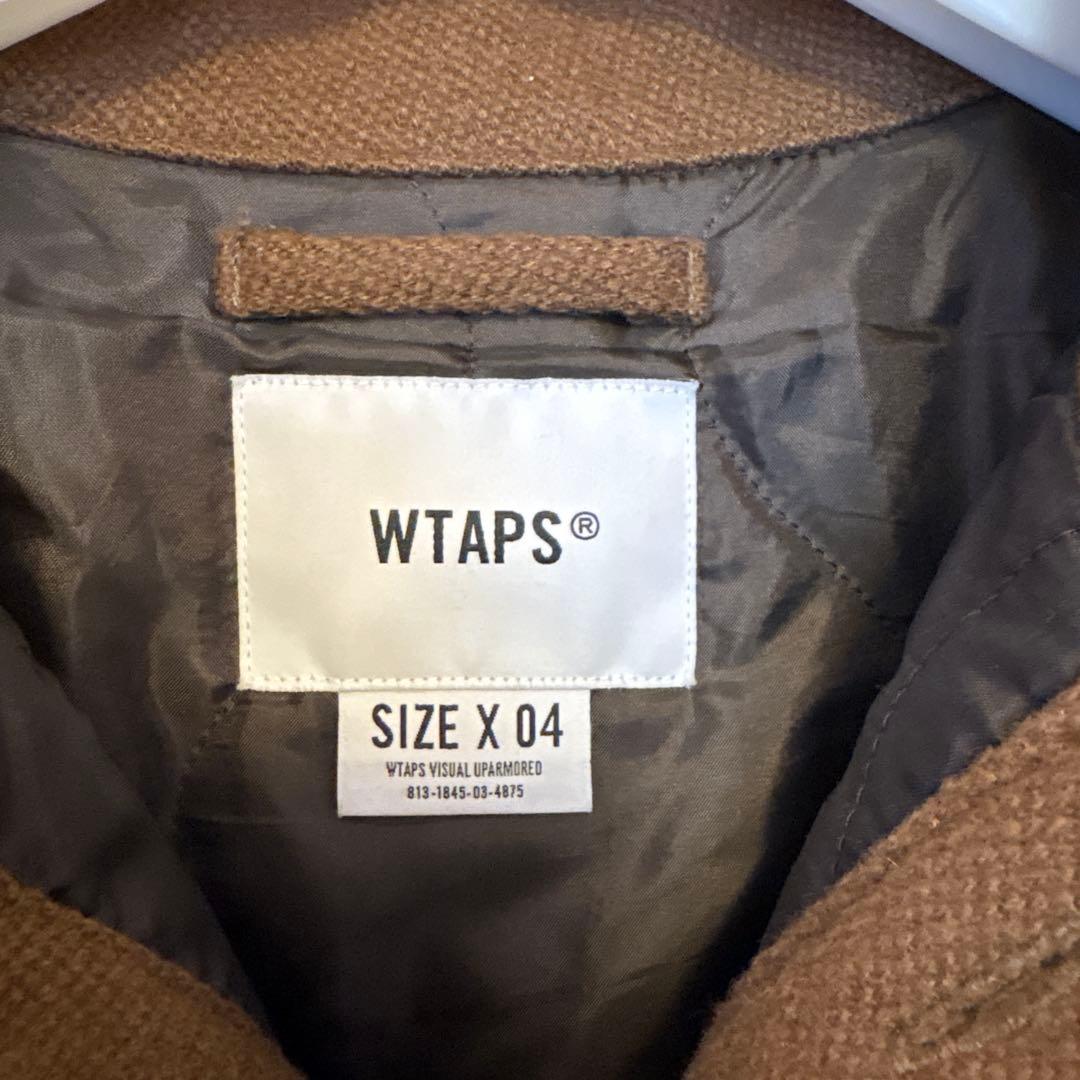 WTAPS®
SIZE X 04
WTAPS VISUAL UPARMORED
813-1845-03-4875